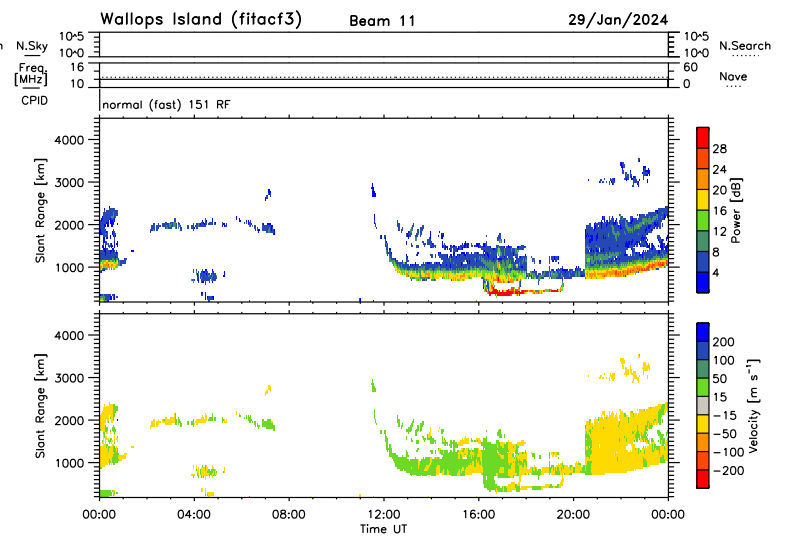 Wallops Island (fitacf3) Beam 11 29/Jan/2024
N.Sky 10^5 10^5 N.Search
10^0 10^0
Freq. 16 60 Nave
[MHz] 10 0
CPID normal (fast) 151 RF
Slant Range [km]
4000
3000
2000
1000
28
24
20
16
12
8
4
Power [dB]
Slant Range [km]
4000
3000
2000
1000
200
100
50
15
-15
-50
-100
-200
Velocity [m s⁻¹]
00:00 04:00 08:00 12:00 16:00 20:00 00:00
Time UT